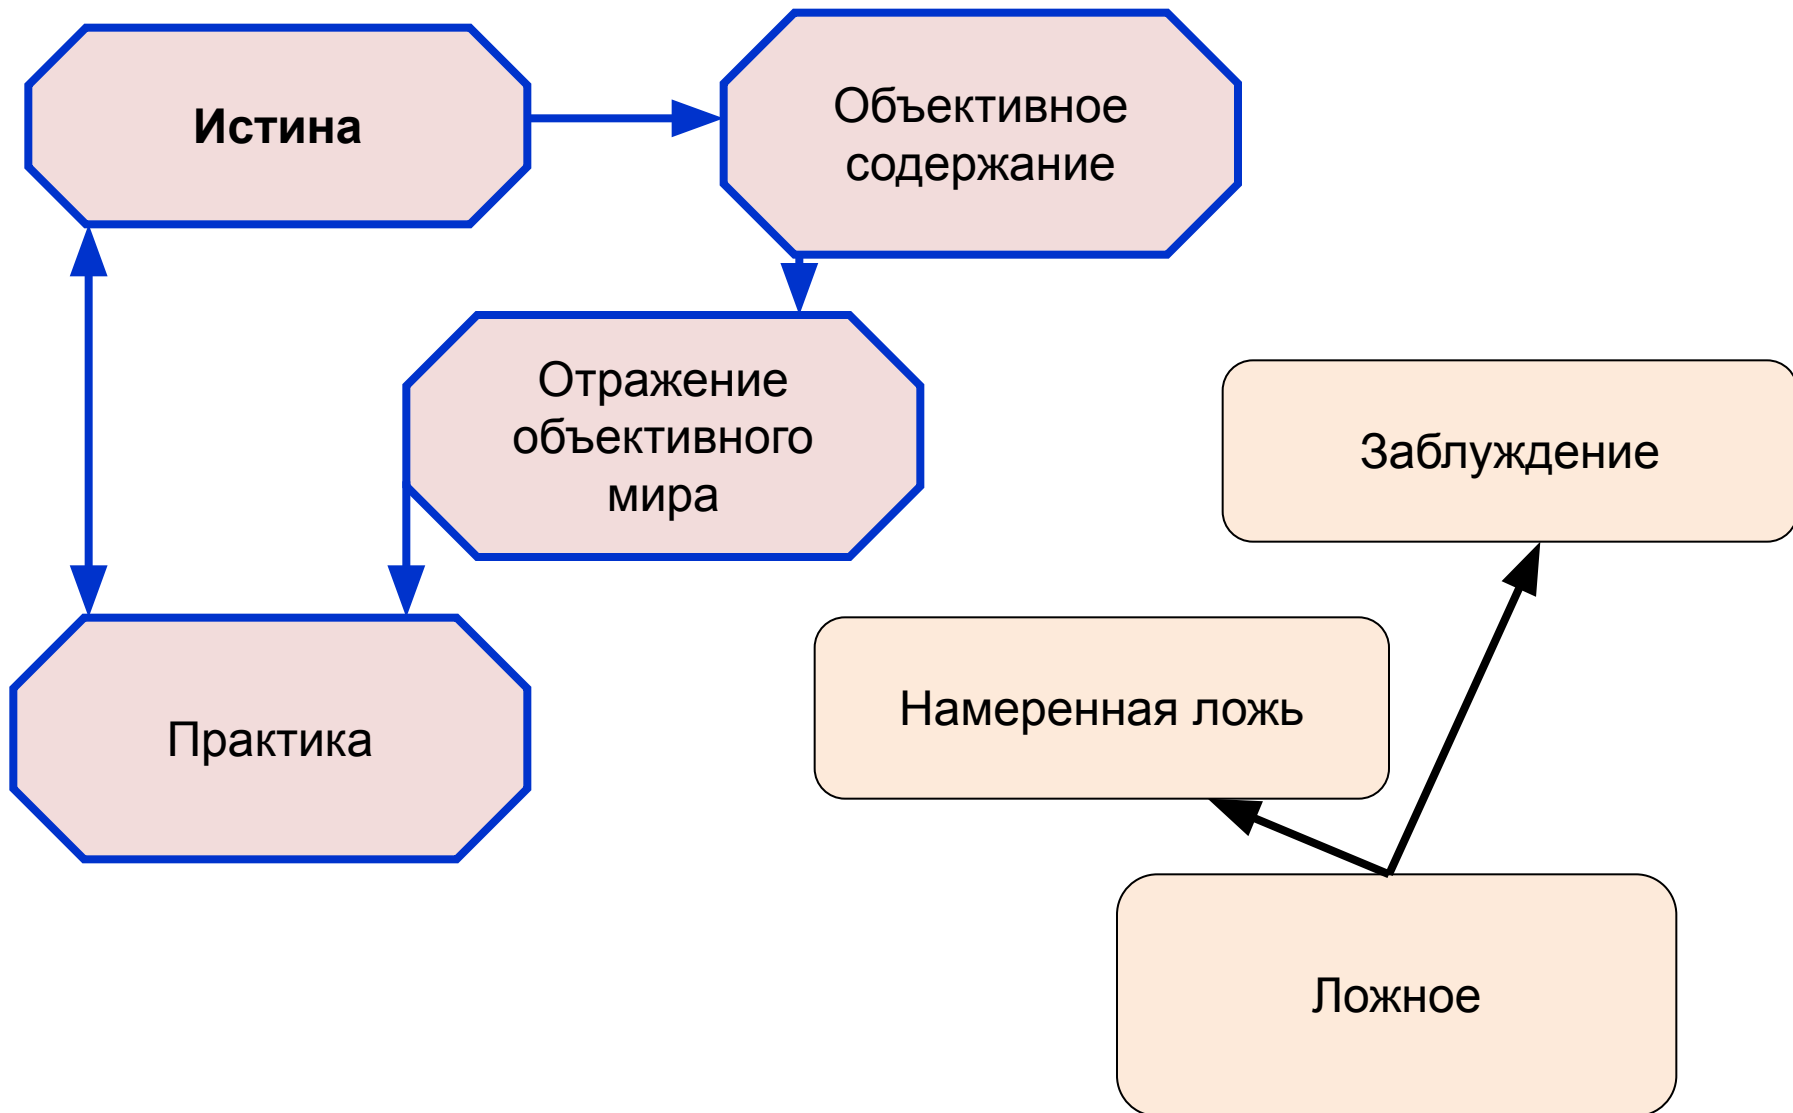 Истина
Объективное
содержание
Отражение
объективного
мира
Заблуждение
Намеренная ложь
Практика
Ложное